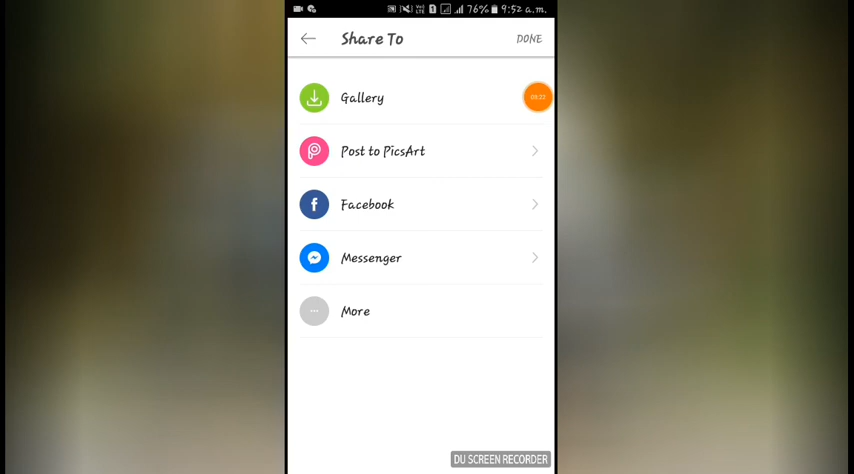 76% 9:52 a.m.
Share To
DONE
Gallery
Post to PicsArt
Facebook
Messenger
More
DU SCREEN RECORDER